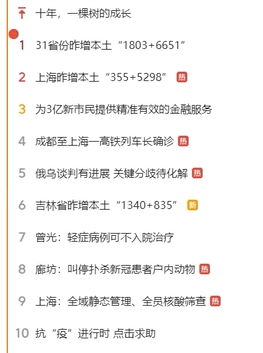 十年，一棵树的成长
1 31省份昨增本土“1803+6651”
2 上海昨增本土“355+5298” 热
3 为3亿新市民提供精准有效的金融服务
4 成都至上海一高铁列车长确诊 热
5 俄乌谈判有进展 关键分歧待化解 热
6 吉林省昨增本土“1340+835” 新
7 曾光：轻症病例可不入院治疗
8 廊坊：叫停扑杀新冠患者户内动物 热
9 上海：全域静态管理、全员核酸筛查 热
10 抗“疫”进行时 点击求助